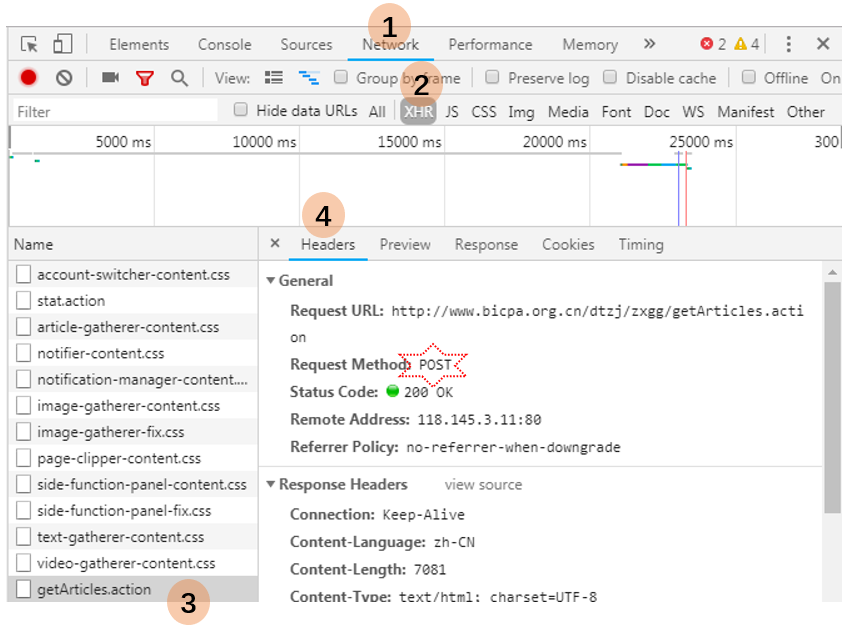 1
Elements Console Sources Network Performance Memory » 2 4
2
View: Group by frame Preserve log Disable cache Offline On
Filter Hide data URLs All XHR JS CSS Img Media Font Doc WS Manifest Other
5000 ms 10000 ms 15000 ms 20000 ms 25000 ms 300
4
Name × Headers Preview Response Cookies Timing
account-switcher-content.css
stat.action
article-gatherer-content.css
notifier-content.css
notification-manager-content....
image-gatherer-content.css
image-gatherer-fix.css
page-clipper-content.css
side-function-panel-content.css
side-function-panel-fix.css
text-gatherer-content.css
video-gatherer-content.css
getArticles.action
3
General
Request URL: http://www.bicpa.org.cn/dtzj/zxgg/getArticles.acti
on
Request Method: POST
Status Code: 200 OK
Remote Address: 118.145.3.11:80
Referrer Policy: no-referrer-when-downgrade
Response Headers view source
Connection: Keep-Alive
Content-Language: zh-CN
Content-Length: 7081
Content-Type: text/html; charset=UTF-8